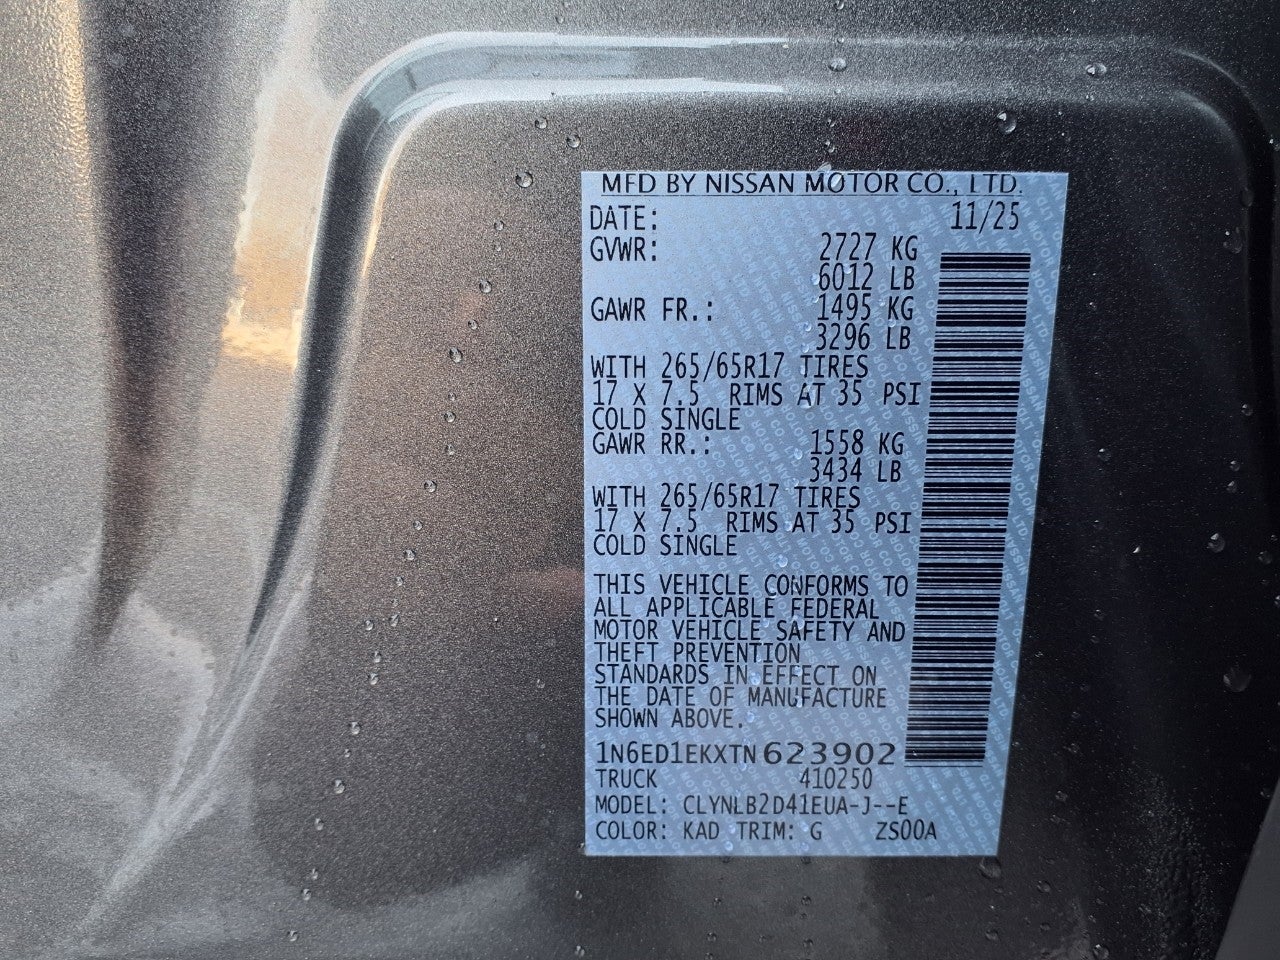 MFD BY NISSAN MOTOR CO., LTD.
DATE: 11/25
GVWR: 2727 KG
6012 LB
GAWR FR.: 1495 KG
3296 LB
WITH 265/65R17 TIRES
17 X 7.5 RIMS AT 35 PSI
COLD SINGLE
GAWR RR.: 1558 KG
3434 LB
WITH 265/65R17 TIRES
17 X 7.5 RIMS AT 35 PSI
COLD SINGLE
THIS VEHICLE CONFORMS TO
ALL APPLICABLE FEDERAL
MOTOR VEHICLE SAFETY AND
THEFT PREVENTION
STANDARDS IN EFFECT ON
THE DATE OF MANUFACTURE
SHOWN ABOVE.
1N6ED1EKXTN623902
TRUCK 410250
MODEL: CLYNLB2D41EUA-J--E
COLOR: KAD TRIM: G ZS00A